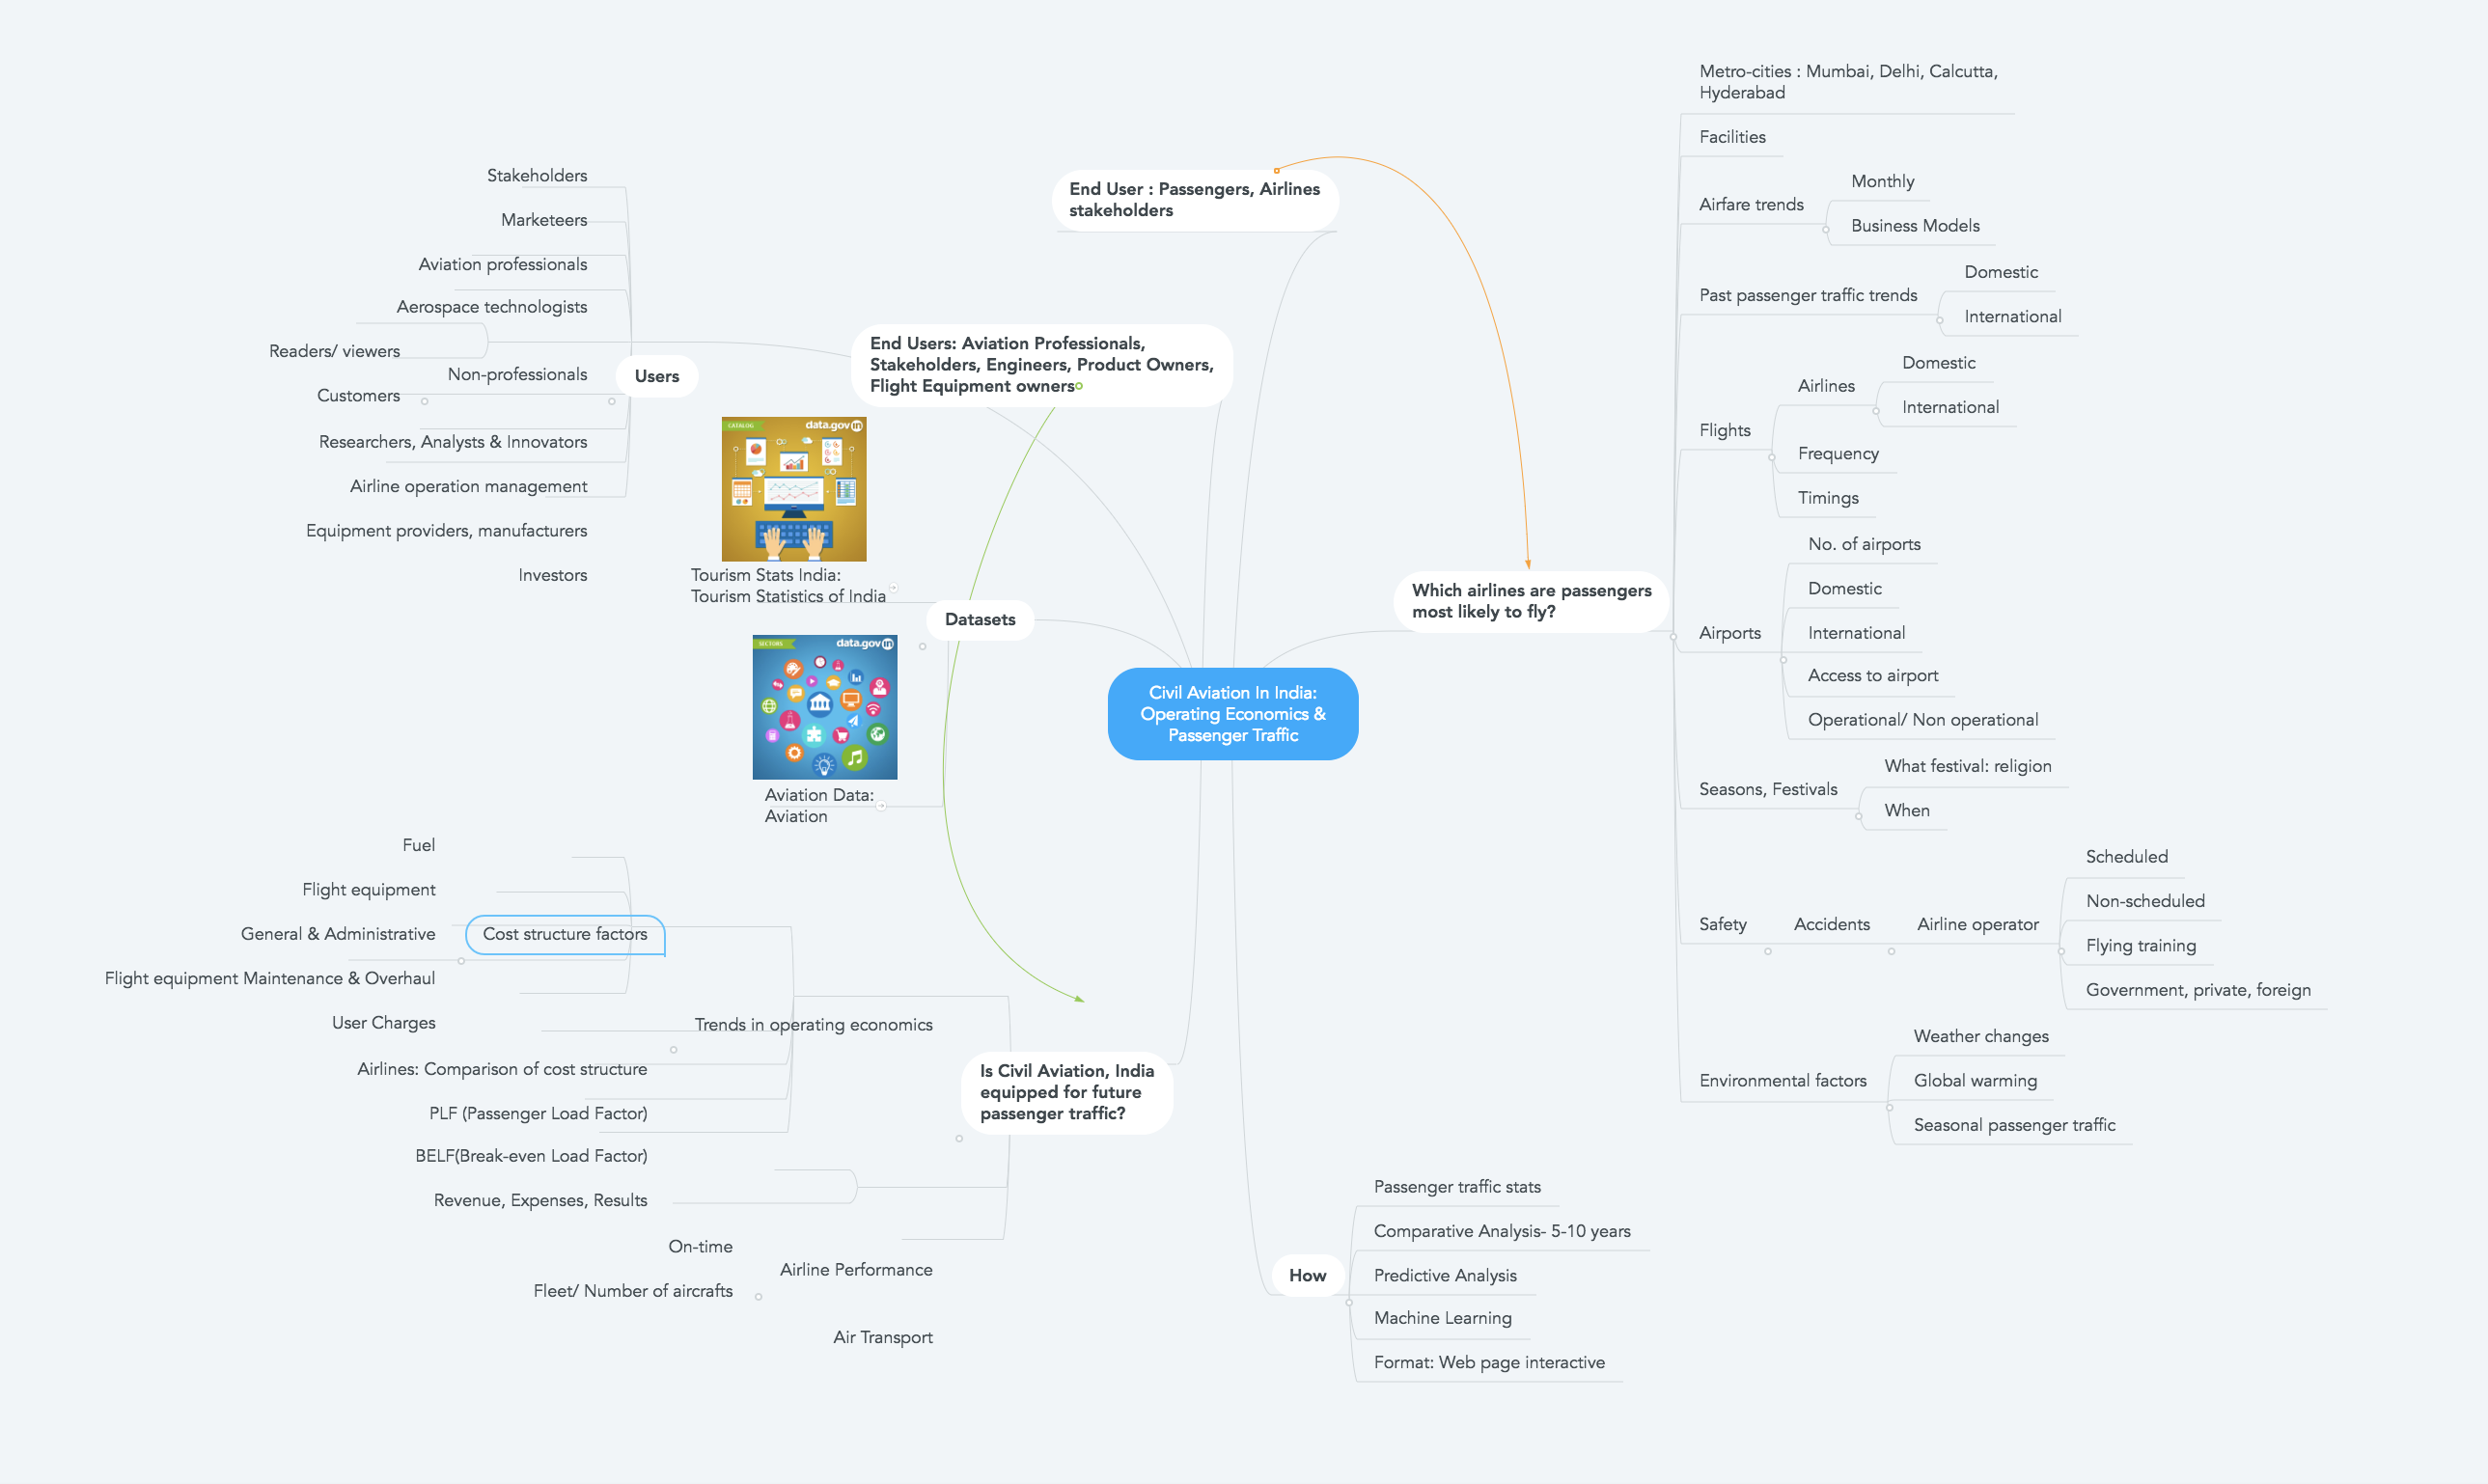 Civil Aviation In India:
Operating Economics &
Passenger Traffic
End User : Passengers, Airlines
stakeholders
End Users: Aviation Professionals,
Stakeholders, Engineers, Product Owners,
Flight Equipment owners
Users
Stakeholders
Marketeers
Aviation professionals
Aerospace technologists
Non-professionals
Readers/ viewers
Customers
Researchers, Analysts & Innovators
Airline operation management
Equipment providers, manufacturers
Investors
Datasets
CATALOG
data.gov in
Tourism Stats India:
Tourism Statistics of India
SECTORS
data.gov in
Aviation Data:
Aviation
Is Civil Aviation, India
equipped for future
passenger traffic?
Trends in operating economics
Cost structure factors
Fuel
Flight equipment
General & Administrative
Flight equipment Maintenance & Overhaul
User Charges
Airlines: Comparison of cost structure
PLF (Passenger Load Factor)
BELF(Break-even Load Factor)
Revenue, Expenses, Results
Airline Performance
On-time
Fleet/ Number of aircrafts
Air Transport
Which airlines are passengers
most likely to fly?
Metro-cities : Mumbai, Delhi, Calcutta,
Hyderabad
Facilities
Airfare trends
Monthly
Business Models
Past passenger traffic trends
Domestic
International
Flights
Airlines
Domestic
International
Frequency
Timings
Airports
No. of airports
Domestic
International
Access to airport
Operational/ Non operational
Seasons, Festivals
What festival: religion
When
Safety
Accidents
Airline operator
Scheduled
Non-scheduled
Flying training
Government, private, foreign
Environmental factors
Weather changes
Global warming
Seasonal passenger traffic
How
Passenger traffic stats
Comparative Analysis- 5-10 years
Predictive Analysis
Machine Learning
Format: Web page interactive